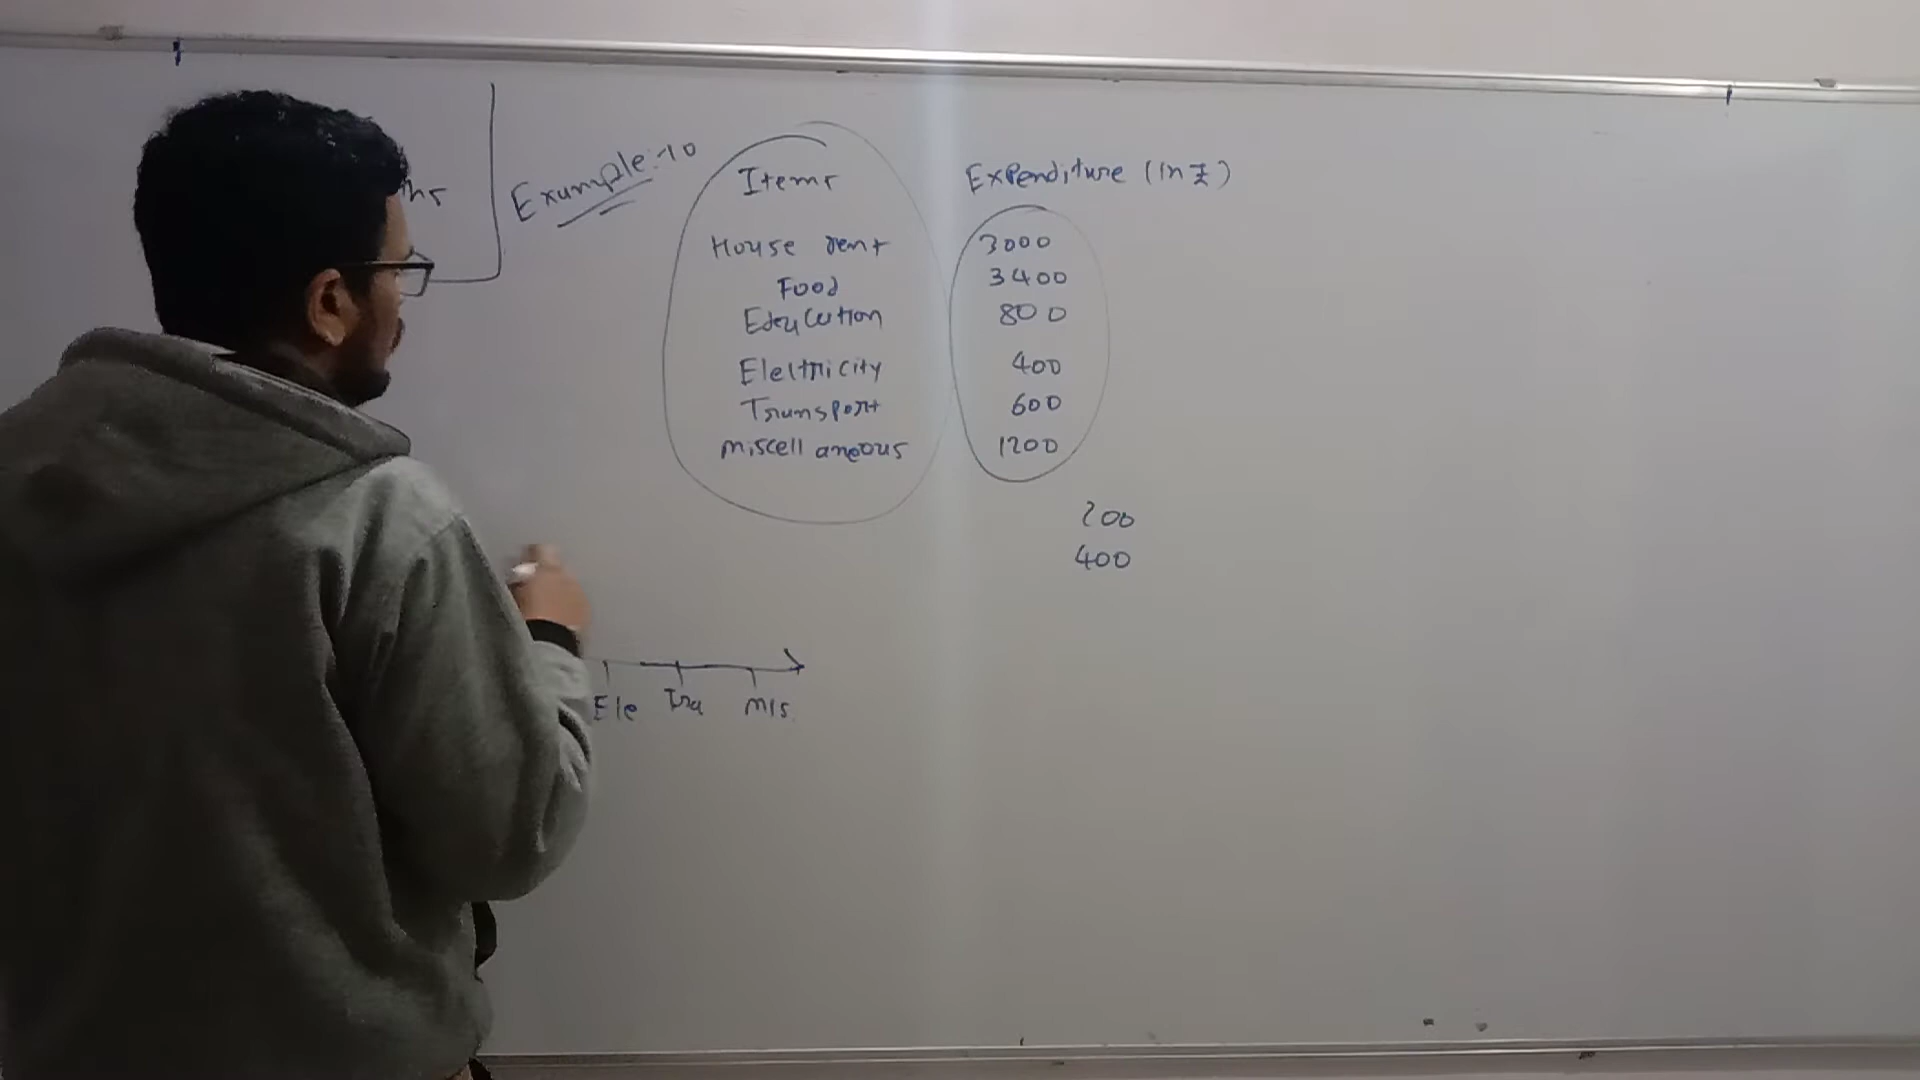 Example:-10
Items Expenditure (in ₹)
House rent 3000
Food 3400
Education 800
Electricity 400
Transport 600
miscellaneous 1200
200
400
Ele Tra mis